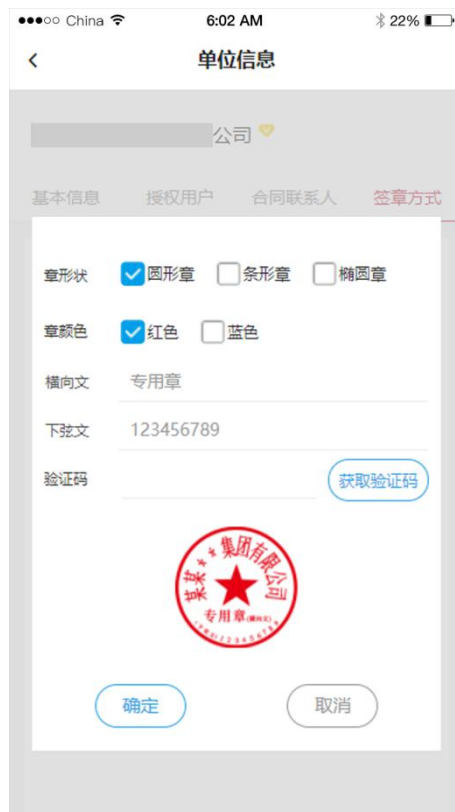 China 6:02 AM 22%
单位信息
公司
基本信息 授权用户 合同联系人 签章方式
章形状 圆形章 条形章 椭圆章
章颜色 红色 蓝色
横向文 专用章
下弦文 123456789
验证码 获取验证码
某某**集团有限公司
专用章(横向文)
123456789
确定 取消